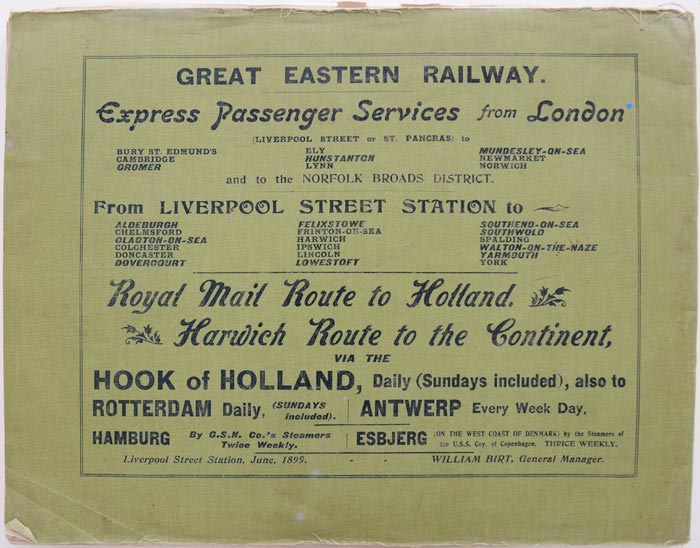 GREAT EASTERN RAILWAY.
Express Passenger Services from London
(LIVERPOOL STREET or ST. PANCRAS) to
BURY ST. EDMUND'S ELY MUNDESLEY-ON-SEA
CAMBRIDGE HUNSTANTON NEWMARKET
CROMER LYNN NORWICH
and to the NORFOLK BROADS DISTRICT.
From LIVERPOOL STREET STATION to
ALDEBURGH FELIXSTOWE SOUTHEND-ON-SEA
CHELMSFORD FRINTON-ON-SEA SOUTHWOLD
CLACTON-ON-SEA HARWICH SPALDING
COLCHESTER IPSWICH WALTON-ON-THE-NAZE
DONCASTER LINCOLN YARMOUTH
DOVERCOURT LOWESTOFT YORK
Royal Mail Route to Holland.
Harwich Route to the Continent,
VIA THE
HOOK of HOLLAND, Daily (Sundays included), also to
ROTTERDAM Daily, (SUNDAYS included). ANTWERP Every Week Day,
HAMBURG By G.S.N. Co.'s Steamers Twice Weekly. ESBJERG (ON THE WEST COAST OF DENMARK) by the Steamers of the U.S.S. Coy. of Copenhagen, THRICE WEEKLY.
Liverpool Street Station, June, 1899. - - WILLIAM BIRT, General Manager.